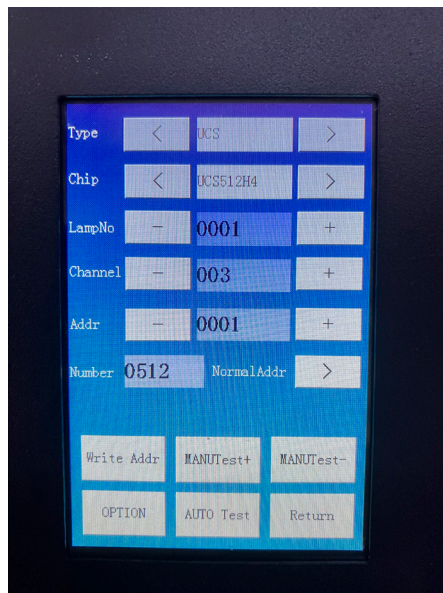 Type < UCS >
Chip < UCS512H4 >
LampNo - 0001 +
Channel - 003 +
Addr - 0001 +
Number 0512 NormalAddr >
Write Addr MANUTest+ MANUTest-
OPTION AUTO Test Return